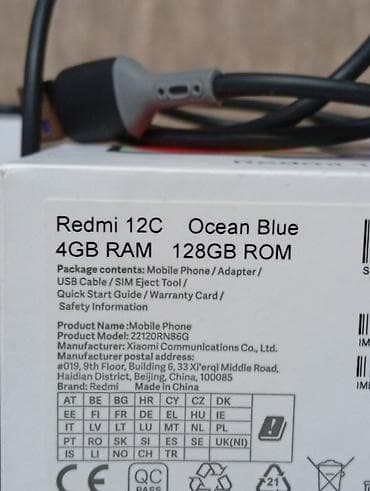 Redmi 12C Ocean Blue
4GB RAM 128GB ROM
Package contents: Mobile Phone / Adapter /
USB Cable / SIM Eject Tool /
Quick Start Guide / Warranty Card /
Safety Information
Product Name :Mobile Phone
Product Model: 22120RN86G
Manufacturer: Xiaomi Communications Co., Ltd.
Manufacturer postal address:
#019, 9th Floor, Building 6, 33 Xi'erqi Middle Road,
Haidian District, Beijing, China, 100085
Brand: Redmi Made in China
AT BE BG HR CY CZ DK
EE FI FR DE EL HU IE
IT LV LT LU MT NL PL
PT RO SK SI ES SE UK(NI)
IS LI NO CH TR
CE QC 21
PASS
S
IM
IME